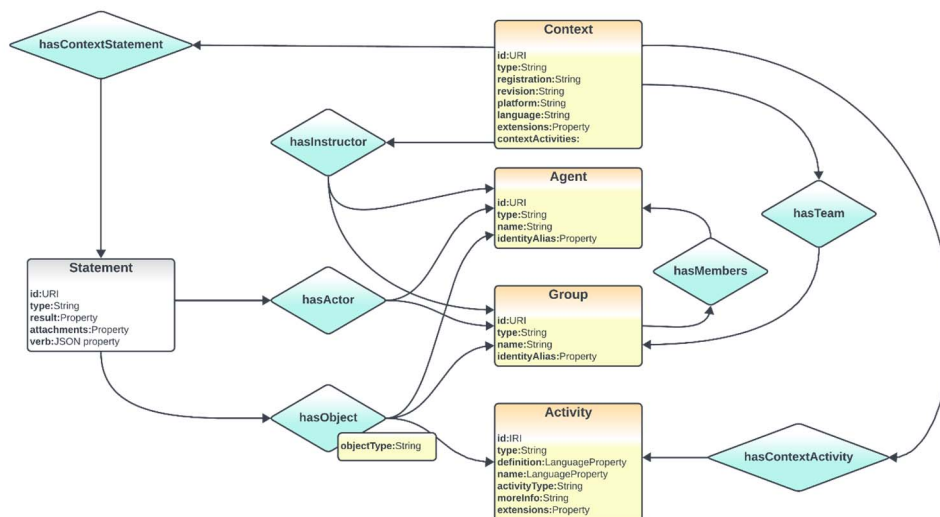 hasContextStatement
Context
id:URI
type:String
registration:String
revision:String
platform:String
language:String
extensions:Property
contextActivities:
hasInstructor
Agent
id:URI
type:String
name:String
identityAlias:Property
hasTeam
hasMembers
Statement
id:URI
type:String
result:Property
attachments:Property
verb:JSON property
hasActor
Group
id:URI
type:String
name:String
identityAlias:Property
hasObject
objectType:String
Activity
id:IRI
type:String
definition:LanguageProperty
name:LanguageProperty
activityType:String
moreInfo:String
extensions:Property
hasContextActivity